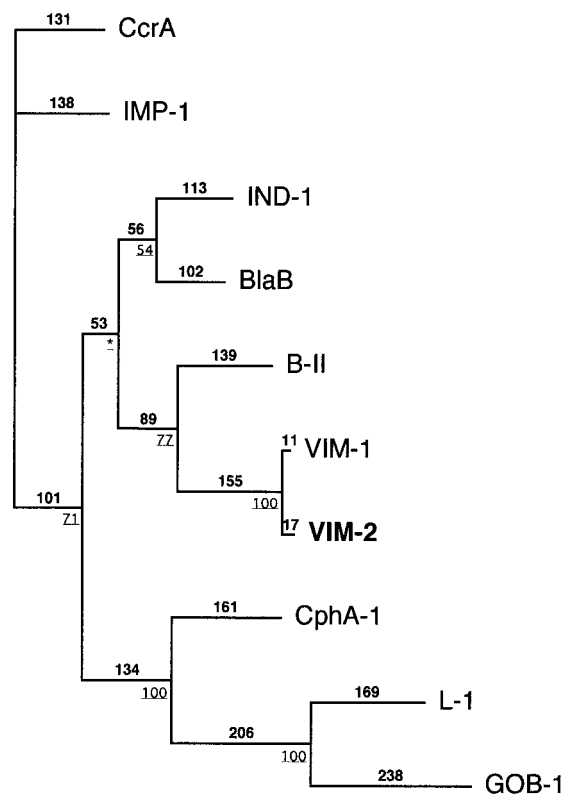 131 CcrA
138 IMP-1
113 IND-1
56
54
102 BlaB
53
*
139 B-II
89
77
11 VIM-1
155
100
17 VIM-2
101
71
161 CphA-1
134
100
169 L-1
206
100
238 GOB-1